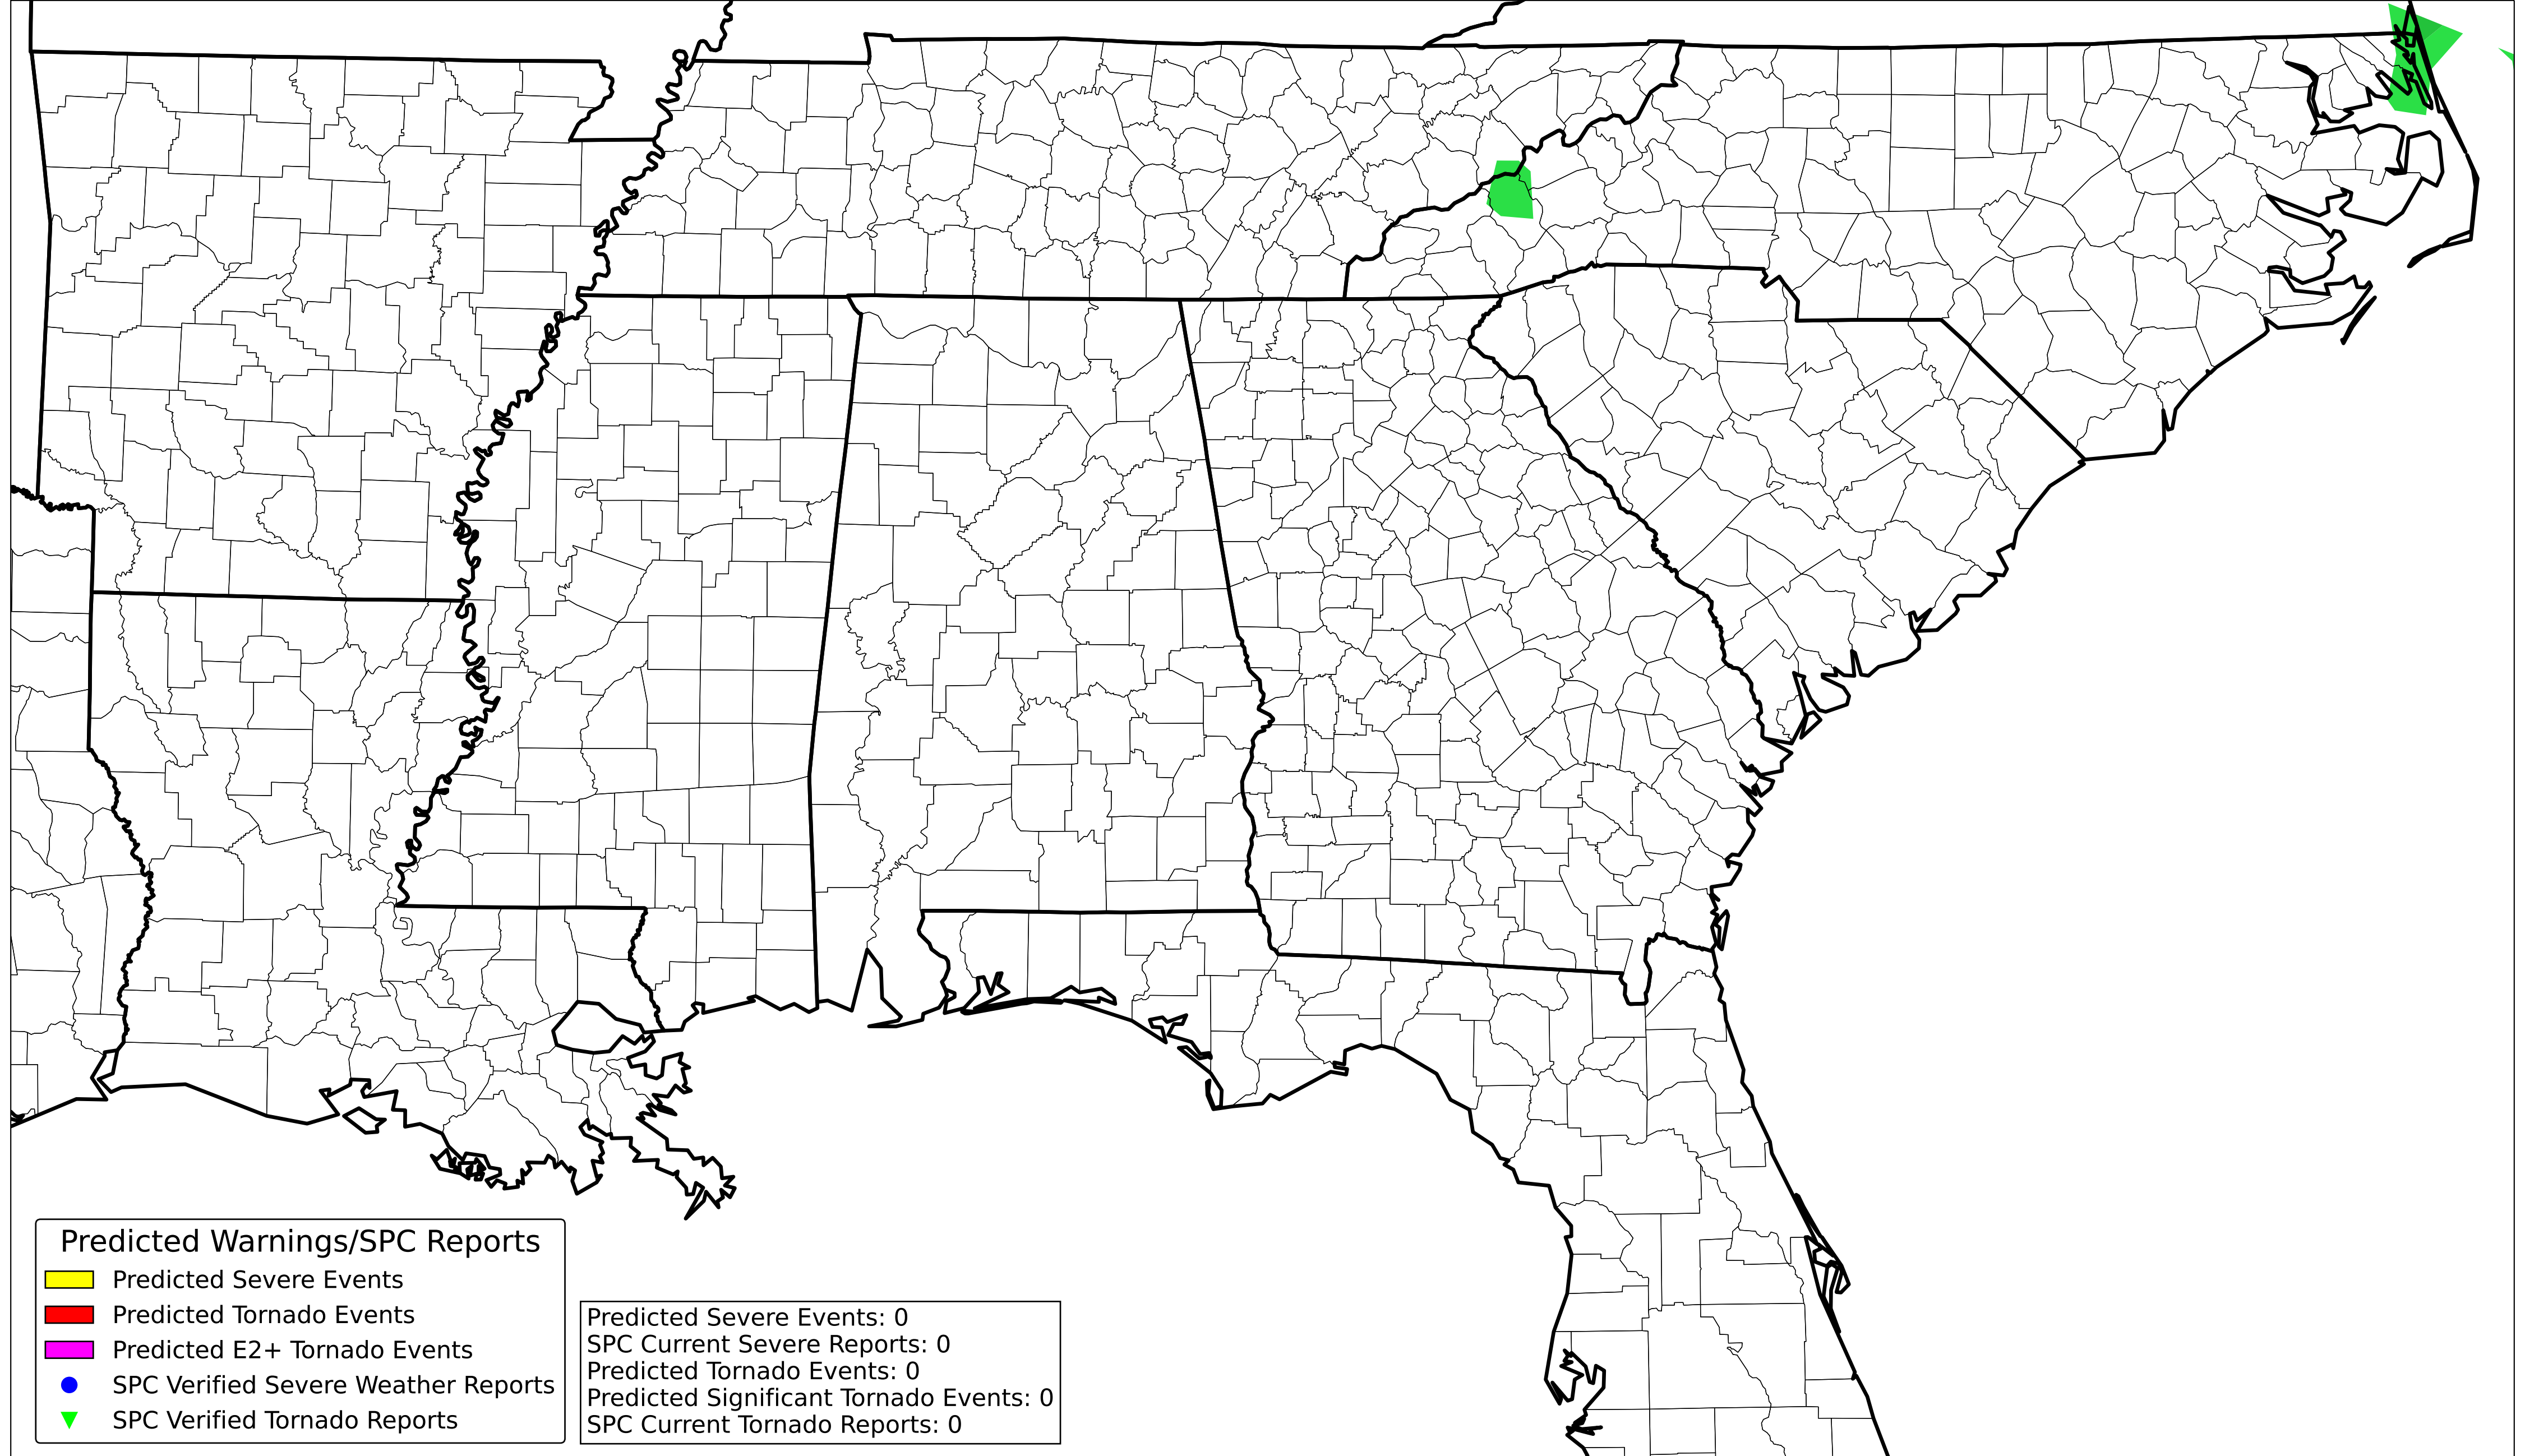 Predicted Warnings/SPC Reports
Predicted Severe Events
Predicted Tornado Events
Predicted E2+ Tornado Events
SPC Verified Severe Weather Reports
SPC Verified Tornado Reports
Predicted Severe Events: 0
SPC Current Severe Reports: 0
Predicted Tornado Events: 0
Predicted Significant Tornado Events: 0
SPC Current Tornado Reports: 0